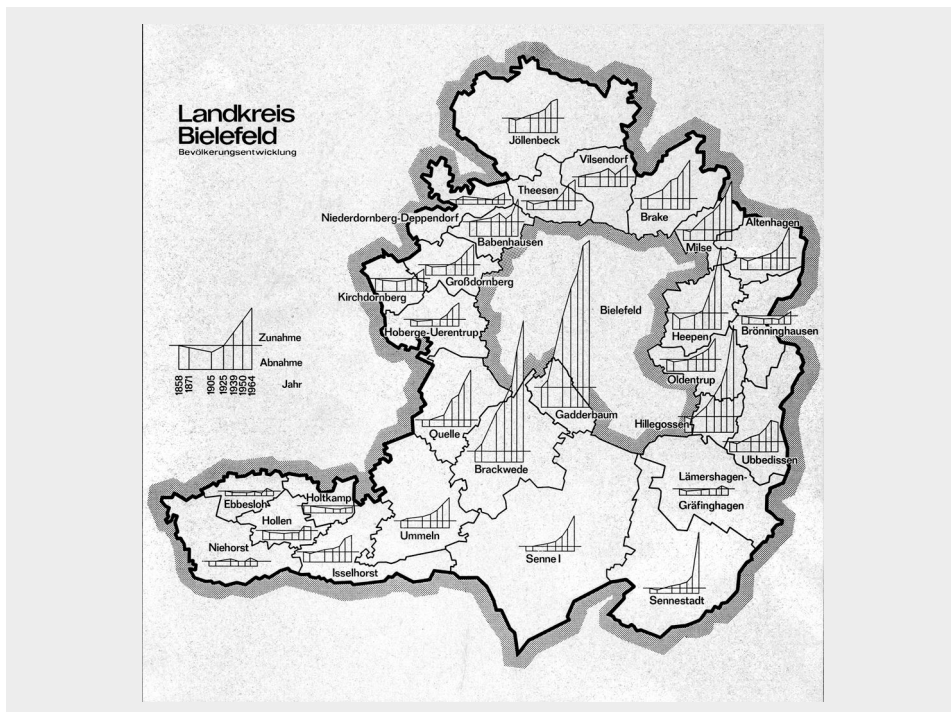 Landkreis
Bielefeld
Bevölkerungsentwicklung
Jöllenbeck
Vilsendorf
Theesen
Brake
Niederdornberg-Deppendorf
Babenhausen
Milse
Altenhagen
Großdornberg
Kirchdornberg
Hoberge-Uerentrup
Bielefeld
Heepen
Brönninghausen
Zunahme
Abnahme
1858
1871
1905
1925
1939
1950
1964
Jahr
Oldentrup
Gadderbaum
Hillegossen
Quelle
Ubbedissen
Brackwede
Lämershagen-
Gräfinghagen
Ebbesloh
Holtkamp
Hollen
Ummeln
Niehorst
Isselhorst
Senne I
Sennestadt